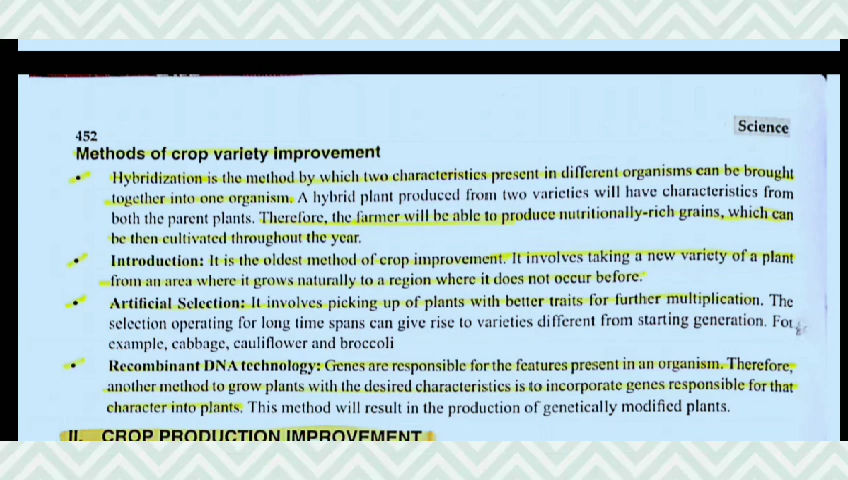 Science
452
Methods of crop variety improvement
• Hybridization is the method by which two characteristics present in different organisms can be brought
together into one organism. A hybrid plant produced from two varieties will have characteristics from
both the parent plants. Therefore, the farmer will be able to produce nutritionally-rich grains, which can
be then cultivated throughout the year.
• Introduction: It is the oldest method of crop improvement. It involves taking a new variety of a plant
from an area where it grows naturally to a region where it does not occur before.
• Artificial Selection: It involves picking up of plants with better traits for further multiplication. The
selection operating for long time spans can give rise to varieties different from starting generation. For
example, cabbage, cauliflower and broccoli
• Recombinant DNA technology: Genes are responsible for the features present in an organism. Therefore,
another method to grow plants with the desired characteristics is to incorporate genes responsible for that
character into plants. This method will result in the production of genetically modified plants.
II. CROP PRODUCTION IMPROVEMENT